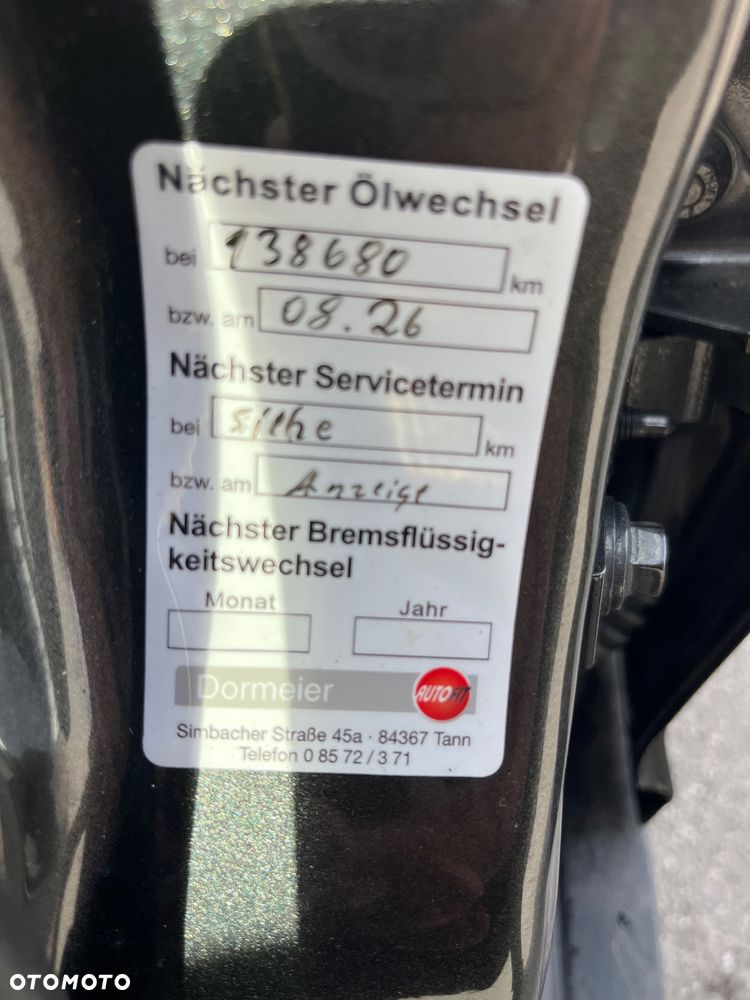 Nächster Ölwechsel
bei 138680 km
bzw. am 08.26
Nächster Servicetermin
bei Siehe km
bzw. am Anzeige
Nächster Bremsflüssig-
keitswechsel
Monat Jahr
Dormeier AUTOFIT
Simbacher Straße 45a · 84367 Tann
Telefon 0 85 72 / 3 71
OTOMOTO